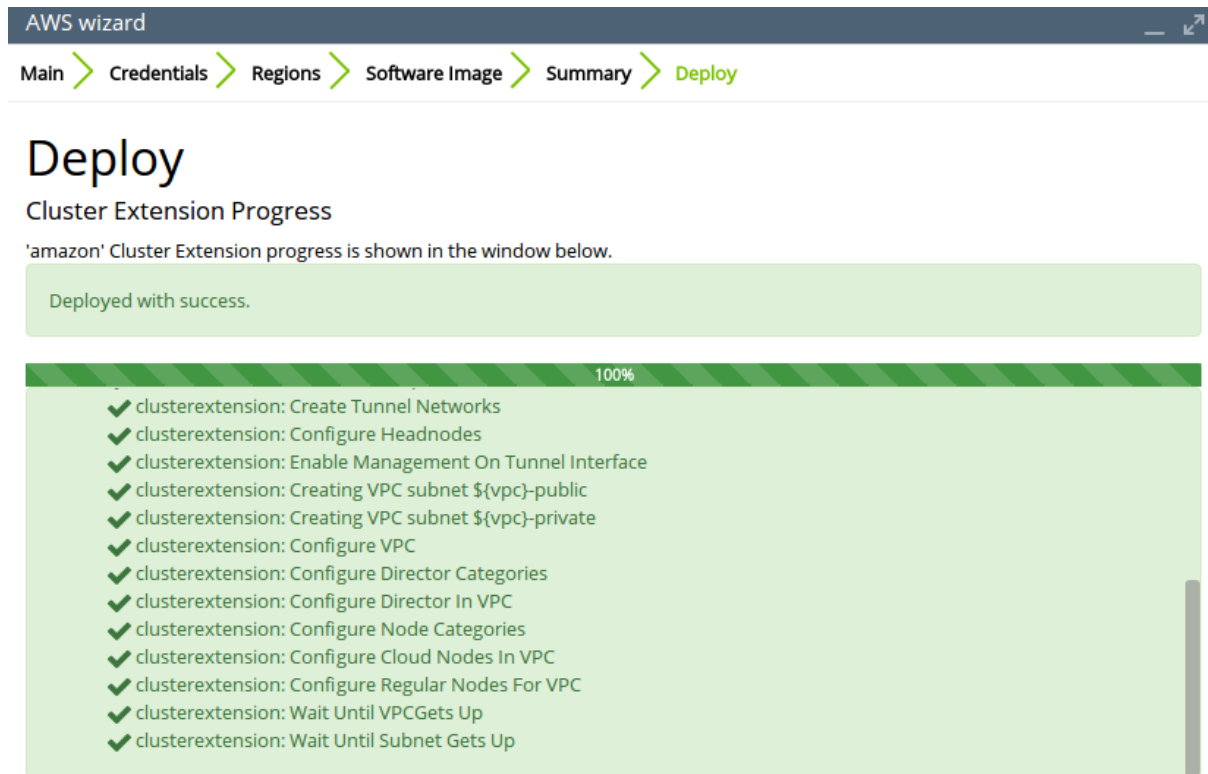 AWS wizard
Main Credentials Regions Software Image Summary Deploy
Deploy
Cluster Extension Progress
'amazon' Cluster Extension progress is shown in the window below.
Deployed with success.
100%
clusterextension: Create Tunnel Networks
clusterextension: Configure Headnodes
clusterextension: Enable Management On Tunnel Interface
clusterextension: Creating VPC subnet ${vpc}-public
clusterextension: Creating VPC subnet ${vpc}-private
clusterextension: Configure VPC
clusterextension: Configure Director Categories
clusterextension: Configure Director In VPC
clusterextension: Configure Node Categories
clusterextension: Configure Cloud Nodes In VPC
clusterextension: Configure Regular Nodes For VPC
clusterextension: Wait Until VPCGets Up
clusterextension: Wait Until Subnet Gets Up